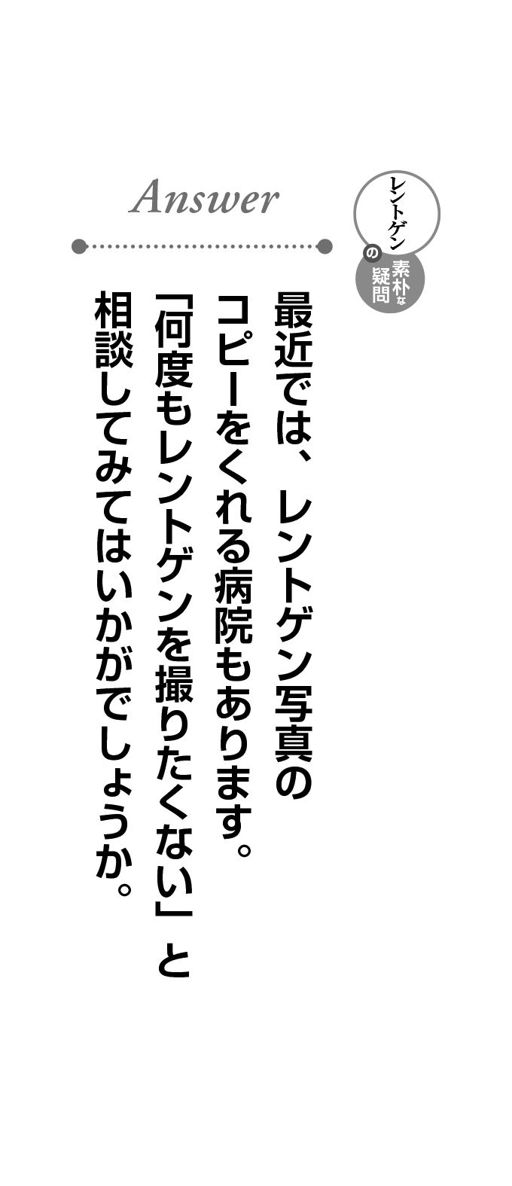 レントゲン
の
素朴な
疑問
Answer
最近では、レントゲン写真の
コピーをくれる病院もあります。
「何度もレントゲンを撮りたくない」と
相談してみてはいかがでしょうか。